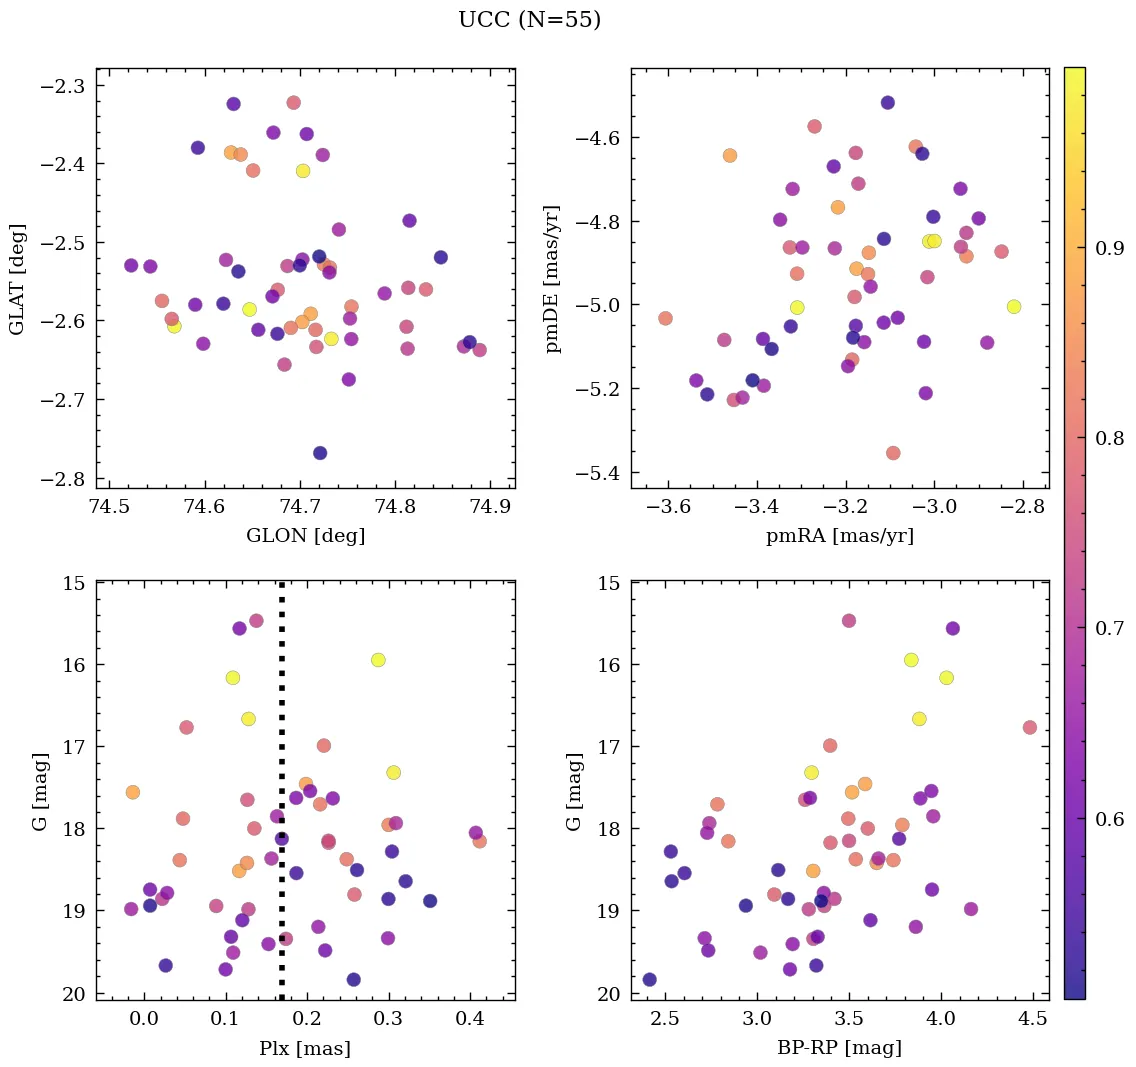 UCC (N=55)
−2.3
−2.4
−2.5
−2.6
−2.7
−2.8
GLAT [deg]
74.5 74.6 74.7 74.8 74.9
GLON [deg]
−4.6
−4.8
−5.0
−5.2
−5.4
pmDE [mas/yr]
−3.6 −3.4 −3.2 −3.0 −2.8
pmRA [mas/yr]
0.9
0.8
0.7
0.6
15
16
17
18
19
20
G [mag]
0.0 0.1 0.2 0.3 0.4
Plx [mas]
15
16
17
18
19
20
G [mag]
2.5 3.0 3.5 4.0 4.5
BP-RP [mag]